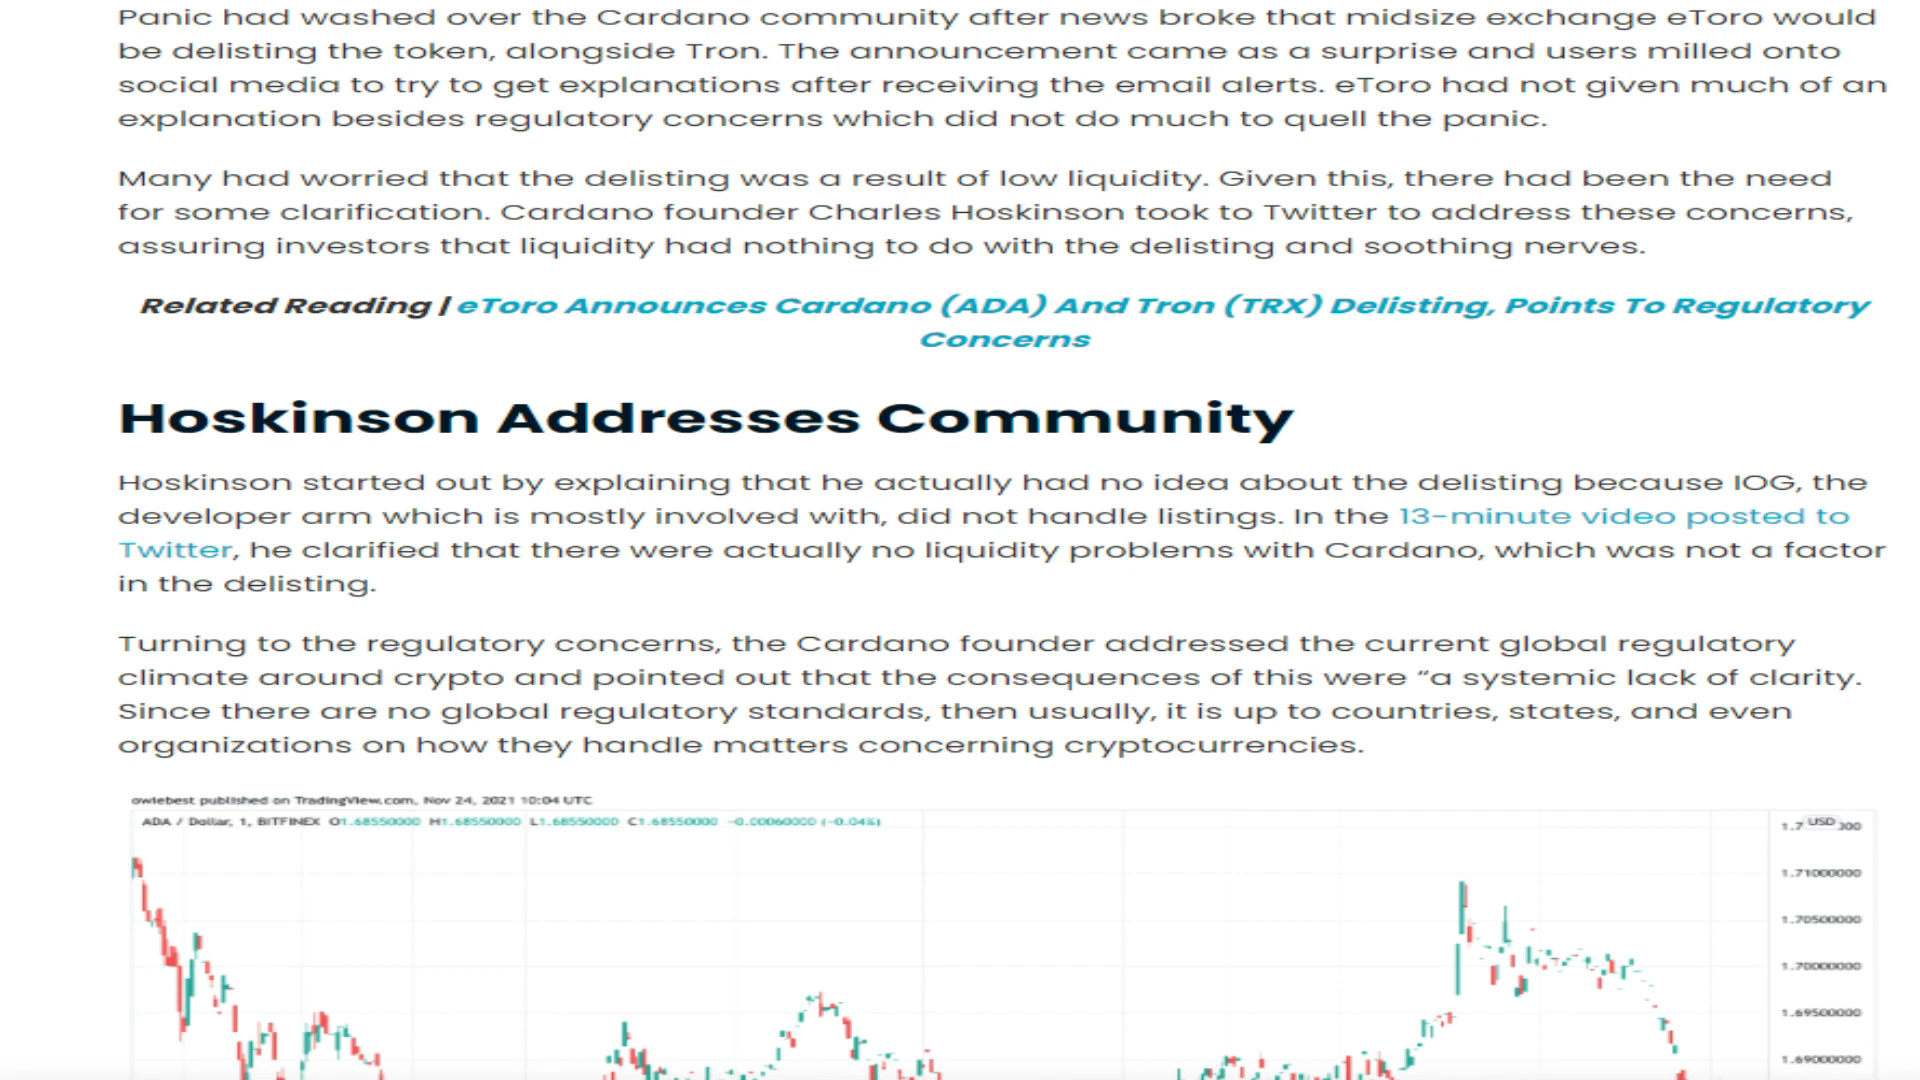 Panic had washed over the Cardano community after news broke that midsize exchange eToro would
be delisting the token, alongside Tron. The announcement came as a surprise and users milled onto
social media to try to get explanations after receiving the email alerts. eToro had not given much of an
explanation besides regulatory concerns which did not do much to quell the panic.
Many had worried that the delisting was a result of low liquidity. Given this, there had been the need
for some clarification. Cardano founder Charles Hoskinson took to Twitter to address these concerns,
assuring investors that liquidity had nothing to do with the delisting and soothing nerves.
Related Reading | eToro Announces Cardano (ADA) And Tron (TRX) Delisting, Points To Regulatory
Concerns
Hoskinson Addresses Community
Hoskinson started out by explaining that he actually had no idea about the delisting because IOG, the
developer arm which is mostly involved with, did not handle listings. In the 13-minute video posted to
Twitter, he clarified that there were actually no liquidity problems with Cardano, which was not a factor
in the delisting.
Turning to the regulatory concerns, the Cardano founder addressed the current global regulatory
climate around crypto and pointed out that the consequences of this were “a systemic lack of clarity.
Since there are no global regulatory standards, then usually, it is up to countries, states, and even
organizations on how they handle matters concerning cryptocurrencies.
owlebest published on TradingView.com, Nov 24, 2021 10:04 UTC
ADA / Dollar, 1, BITFINEX O1.68550000 H1.68550000 L1.68550000 C1.68550000 -0.00060000 (-0.04%)
USD
1.71000000
1.70500000
1.70000000
1.69500000
1.69000000